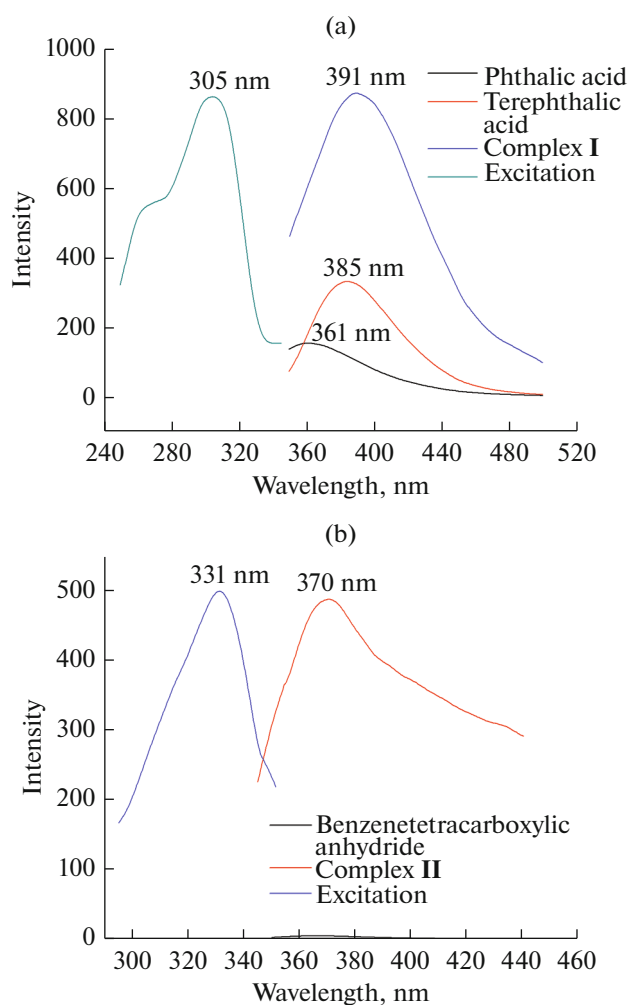 (a)
1000
800
600
400
200
0
Intensity
305 nm
391 nm
385 nm
361 nm
Phthalic acid
Terephthalic
acid
Complex I
Excitation
240 280 320 360 400 440 480 520
Wavelength, nm
(b)
500
400
300
200
100
0
Intensity
331 nm
370 nm
Benzenetetracarboxylic
anhydride
Complex II
Excitation
300 320 340 360 380 400 420 440 460
Wavelength, nm